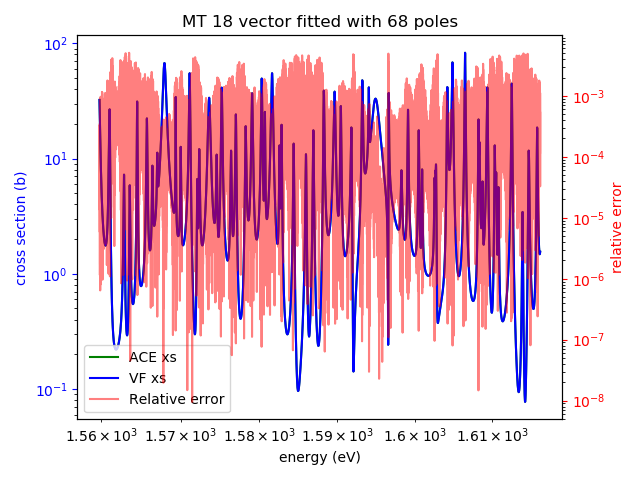 MT 18 vector fitted with 68 poles
10²
10¹
10⁰
10⁻¹
cross section (b)
10⁻³
10⁻⁴
10⁻⁵
10⁻⁶
10⁻⁷
10⁻⁸
relative error
ACE xs
VF xs
Relative error
1.56×10³ 1.57×10³ 1.58×10³ 1.59×10³ 1.6×10³ 1.61×10³
energy (eV)